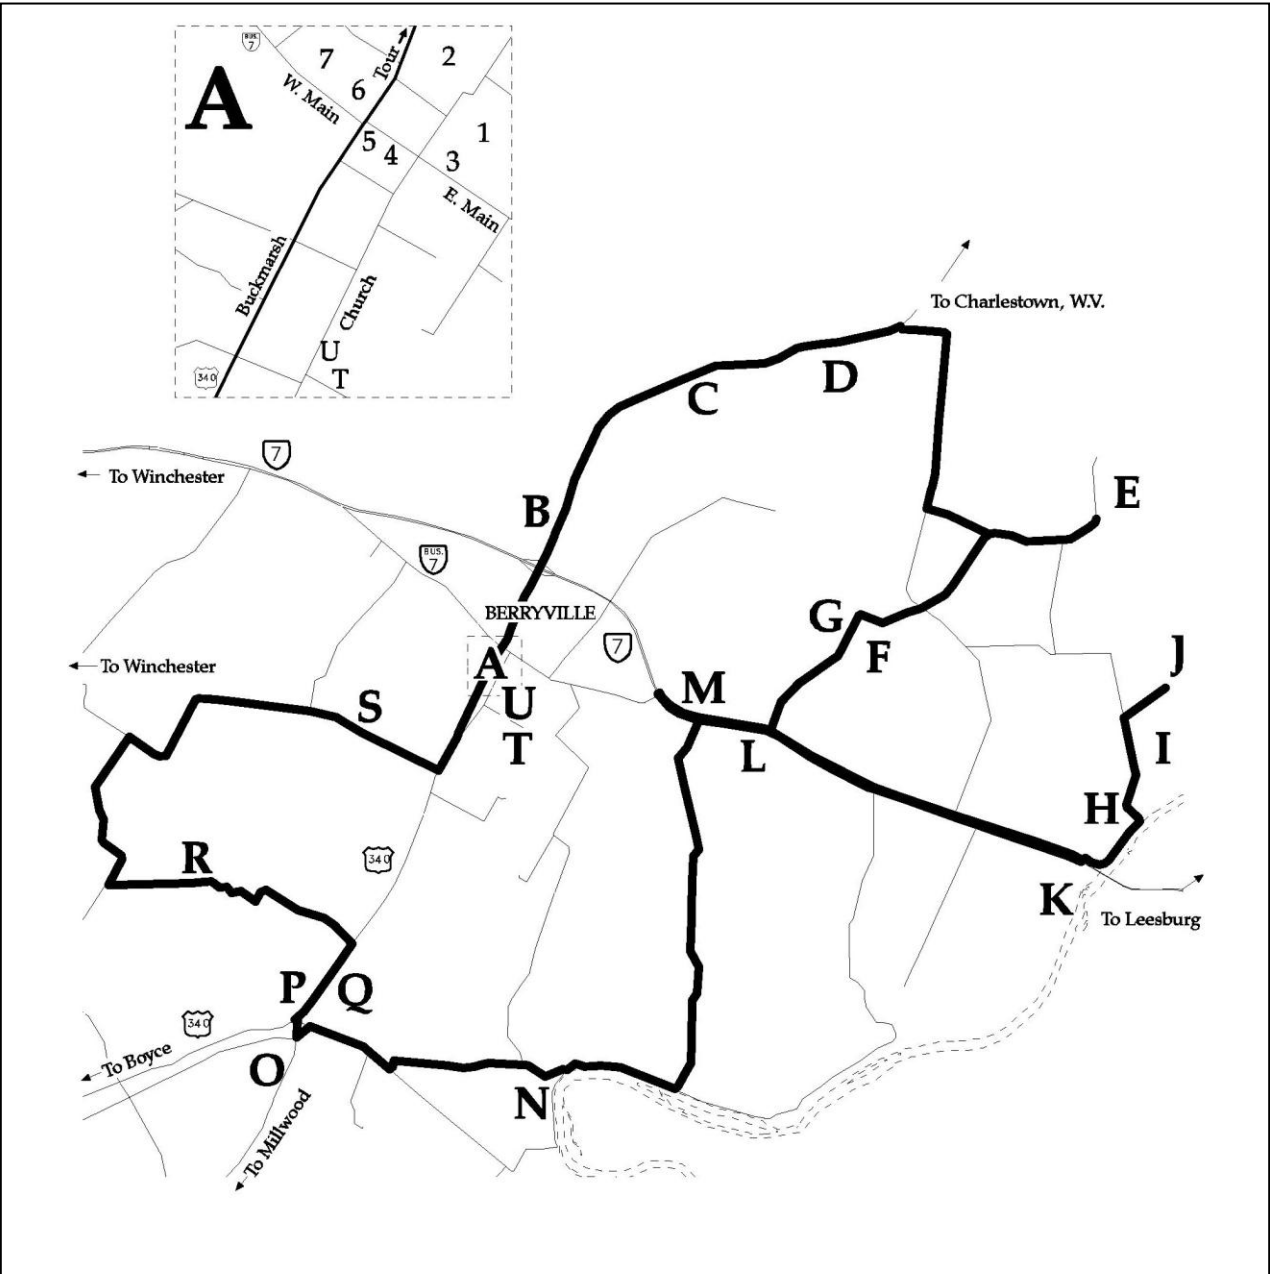 A
BUS.
7
7
6
Tour
2
W. Main
5
4
1
3
E. Main
Buckmarsh
Church
U
T
340
To Charlestown, W.V.
C
D
7
To Winchester
B
E
BUS.
7
BERRYVILLE
G
F
7
To Winchester
A
U
T
M
L
J
I
S
H
R
340
K
To Leesburg
P
Q
340
To Boyce
O
N
To Millwood